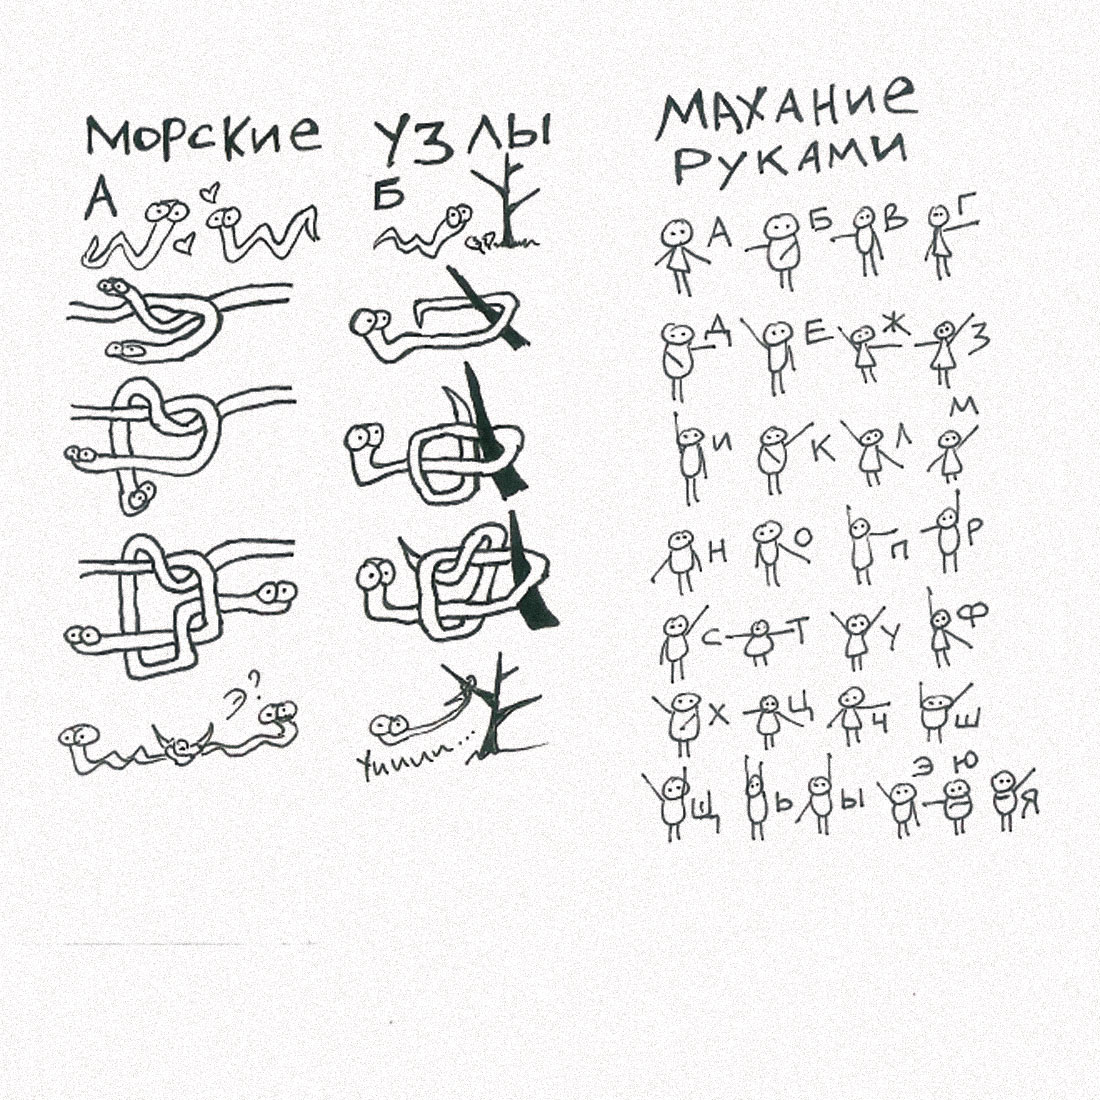 МОРСКИЕ УЗЛЫ
А Б
Э?
Уииии...
МАХАНИЕ
РУКАМИ
А Б В Г
Д Е Ж З
И К Л М
Н О П Р
С Т У Ф
Х Ц Ч Ш
Щ Ь Ы Э Ю Я